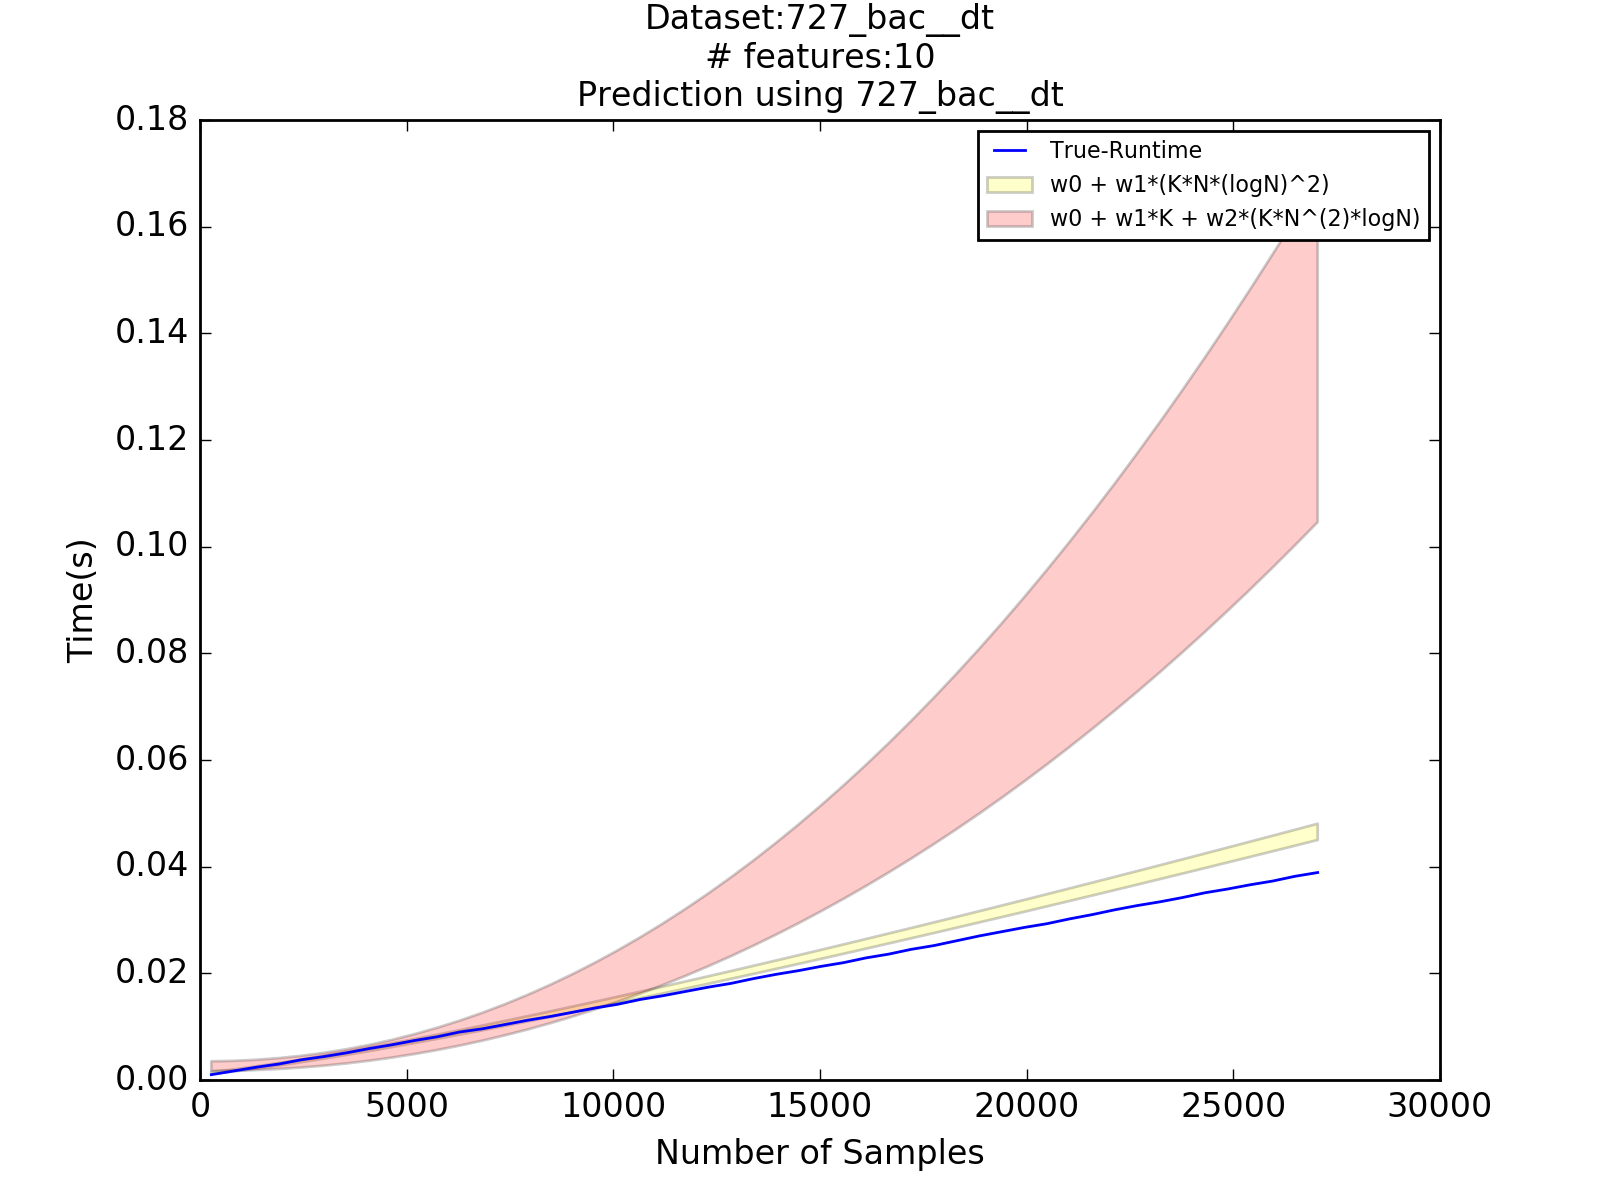 Dataset:727_bac__dt
# features:10
Prediction using 727_bac__dt
0.18
0.16
0.14
0.12
0.10
0.08
0.06
0.04
0.02
0.00
Time(s)
True-Runtime
w0 + w1*(K*N*(logN)^2)
w0 + w1*K + w2*(K*N^(2)*logN)
0 5000 10000 15000 20000 25000 30000
Number of Samples